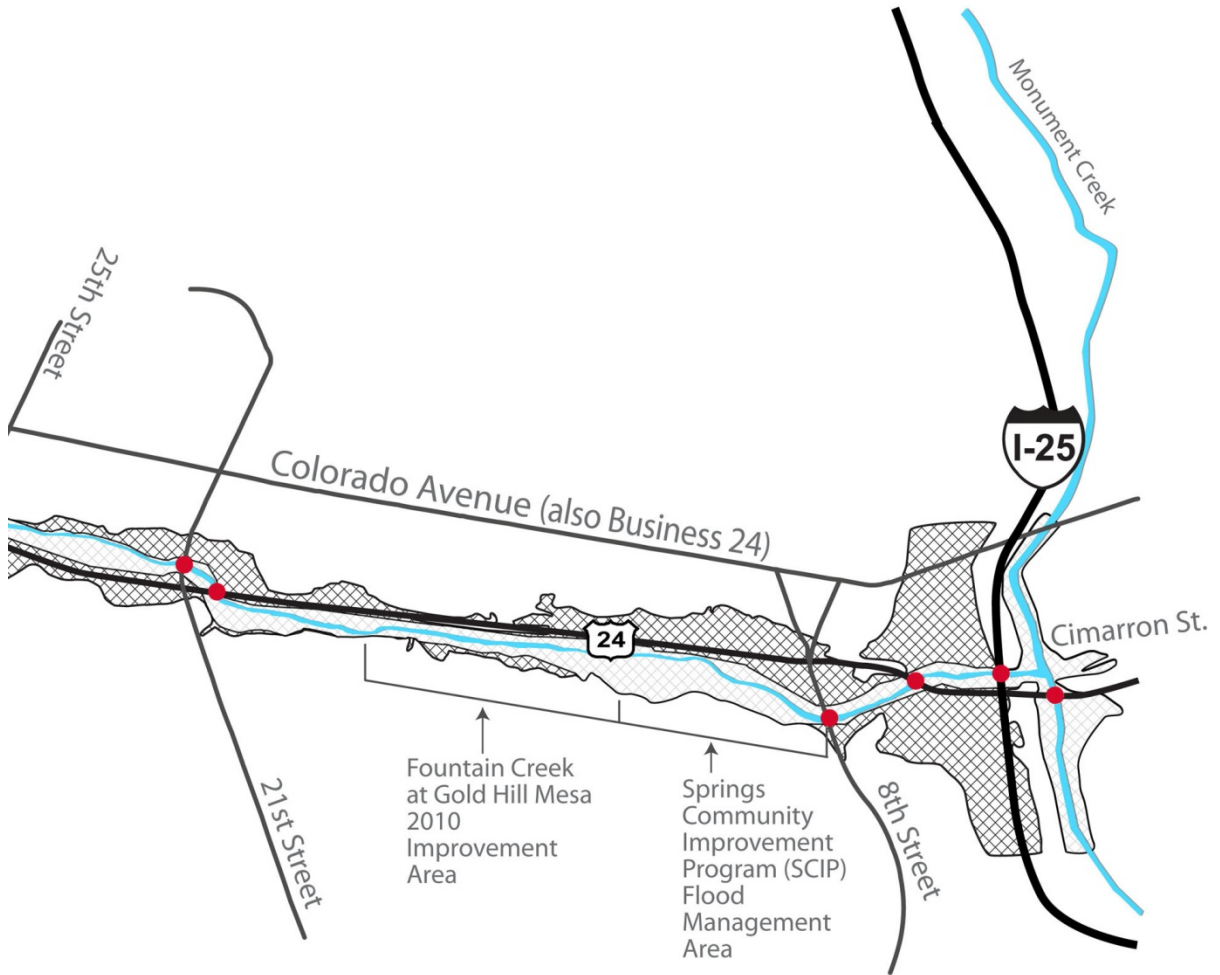 Monument Creek
25th Street
I-25
Colorado Avenue (also Business 24)
Cimarron St.
24
21st Street
Fountain Creek
at Gold Hill Mesa
2010
Improvement
Area
Springs
Community
Improvement
Program (SCIP)
Flood
Management
Area
8th Street